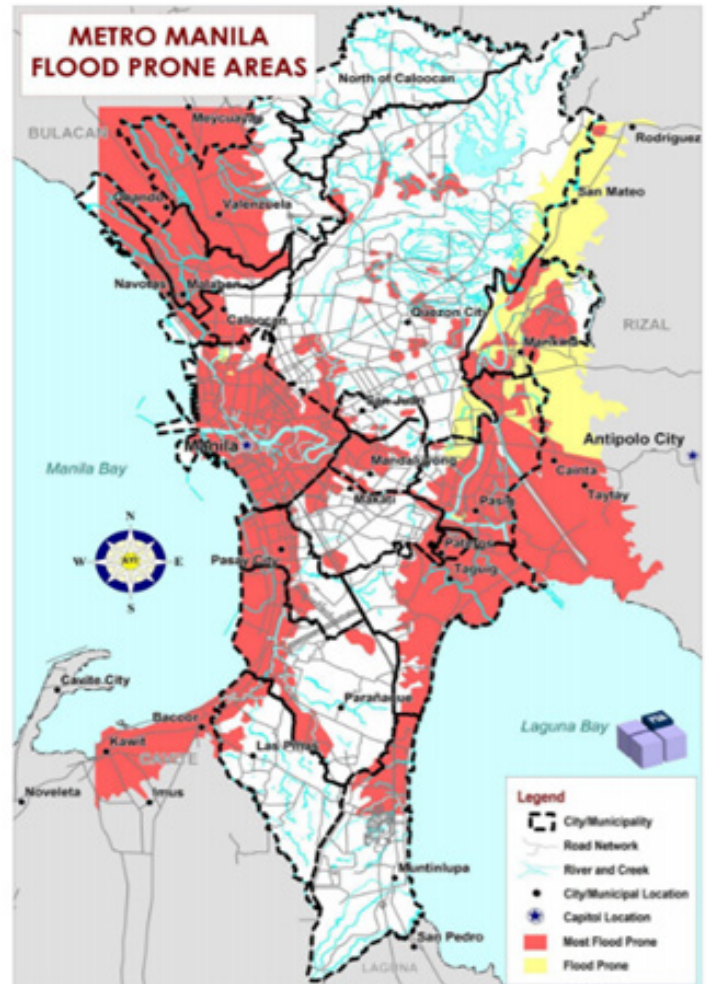 METRO MANILA
FLOOD PRONE AREAS
North of Caloocan
Meycuayan
BULACAN
Rodriguez
San Mateo
Obando
Valenzuela
Navotas
Malabon
Caloocan
Quezon City
RIZAL
Marikina
San Juan
Manila
Antipolo City
Manila Bay
Mandaluyong
Cainta
Makati
Pasig
Taytay
N
W
E
S
Pasay City
Pateros
Taguig
Cavite City
Parañaque
Bacoor
Laguna Bay
Kawit
CAVITE
Las Pinas
Noveleta
Imus
Muntinlupa
San Pedro
LAGUNA
Legend
City/Municipality
Road Network
River and Creek
City/Municipal Location
Capitol Location
Most Flood Prone
Flood Prone